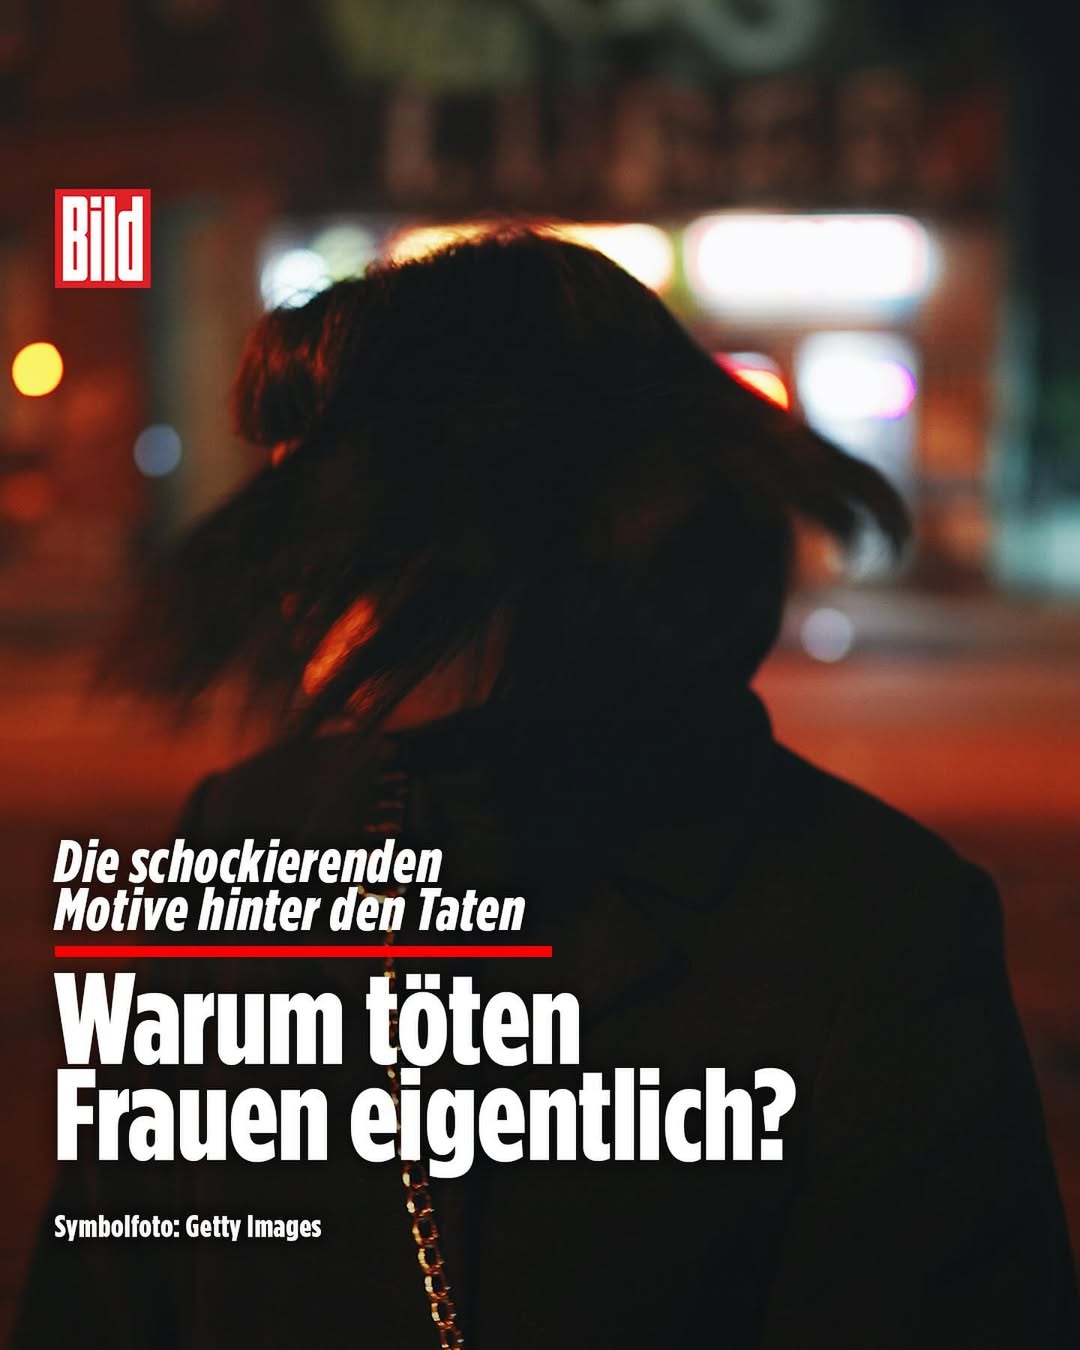 Bild
Die schockierenden
Motive hinter den Taten
Warum töten
Frauen eigentlich?
Symbolfoto: Getty Images